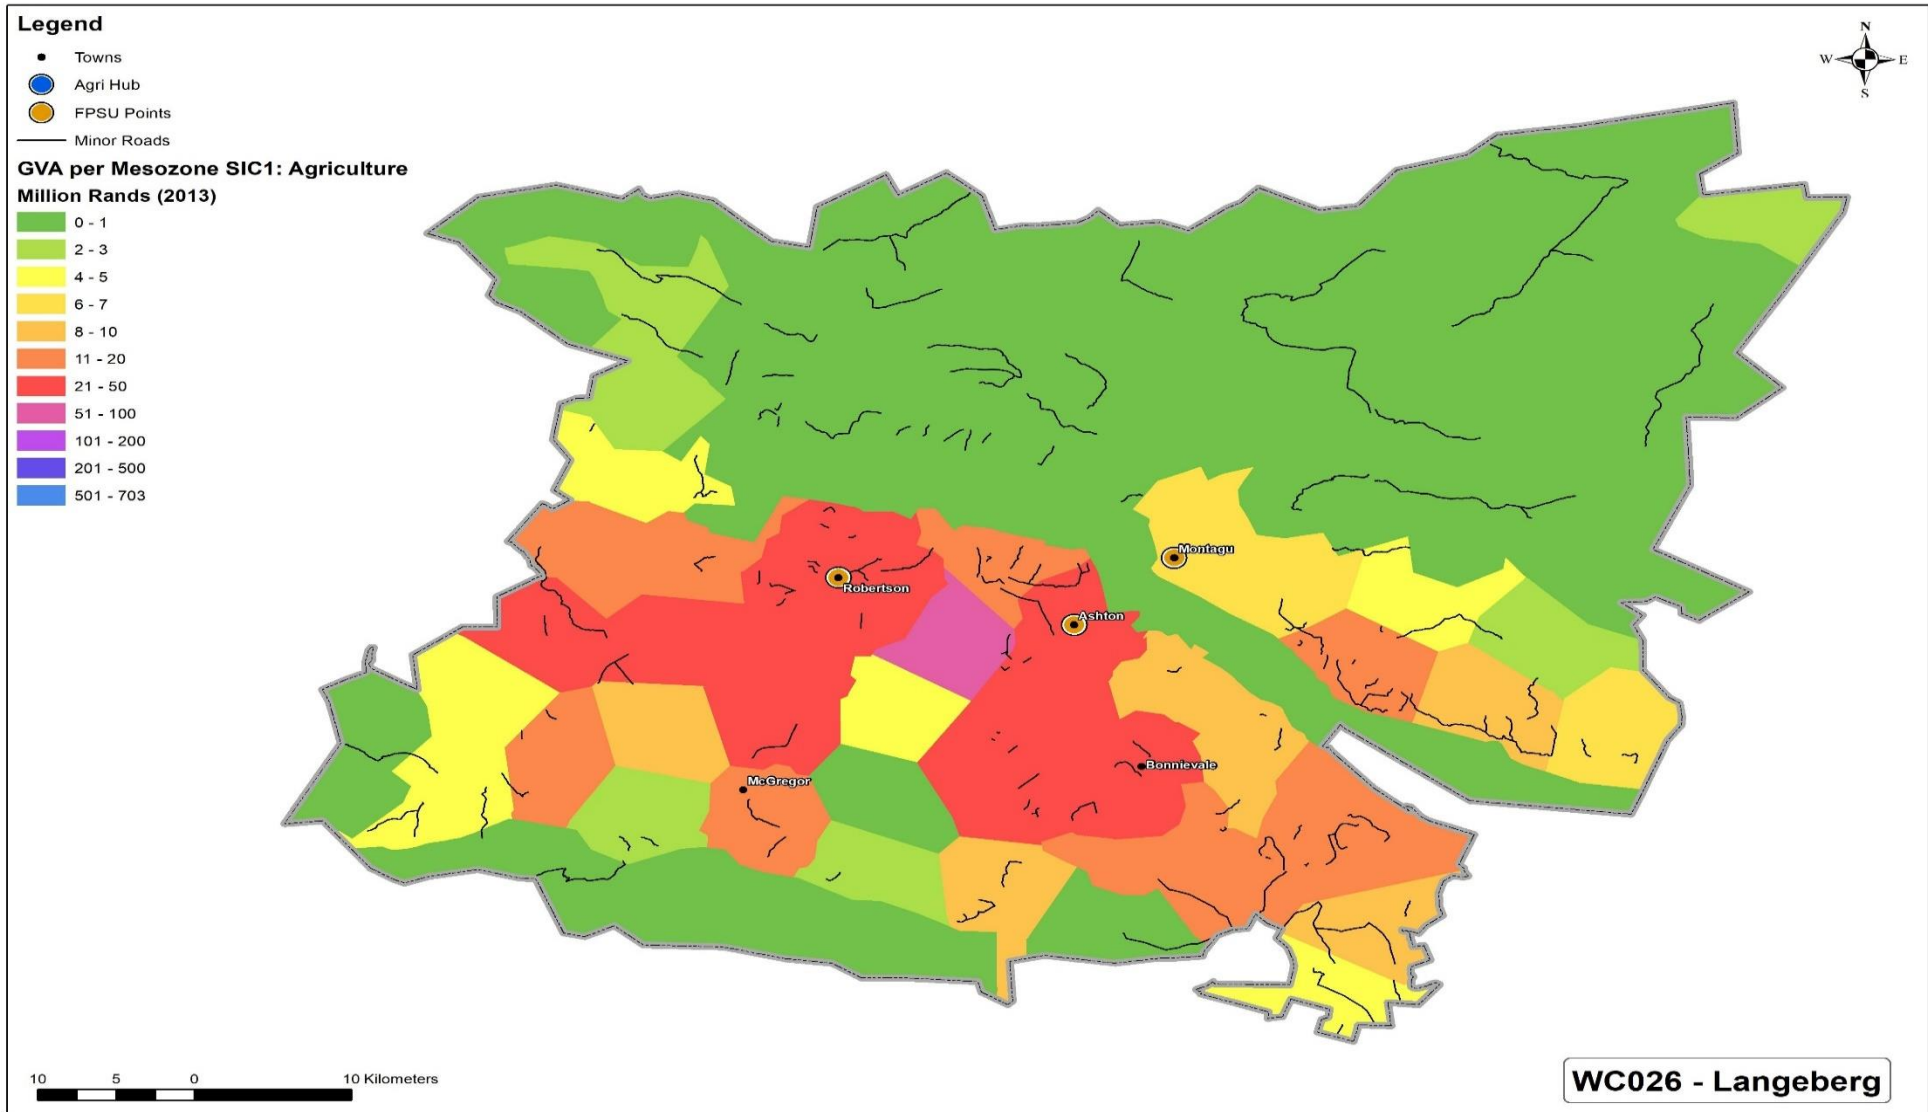 Legend
Towns
Agri Hub
FPSU Points
Minor Roads
GVA per Mesozone SIC1: Agriculture
Million Rands (2013)
0 - 1
2 - 3
4 - 5
6 - 7
8 - 10
11 - 20
21 - 50
51 - 100
101 - 200
201 - 500
501 - 703
N
W E
S
Montagu
Robertson
Ashton
Bonnievale
McGregor
10 5 0 10 Kilometers
WC026 - Langeberg